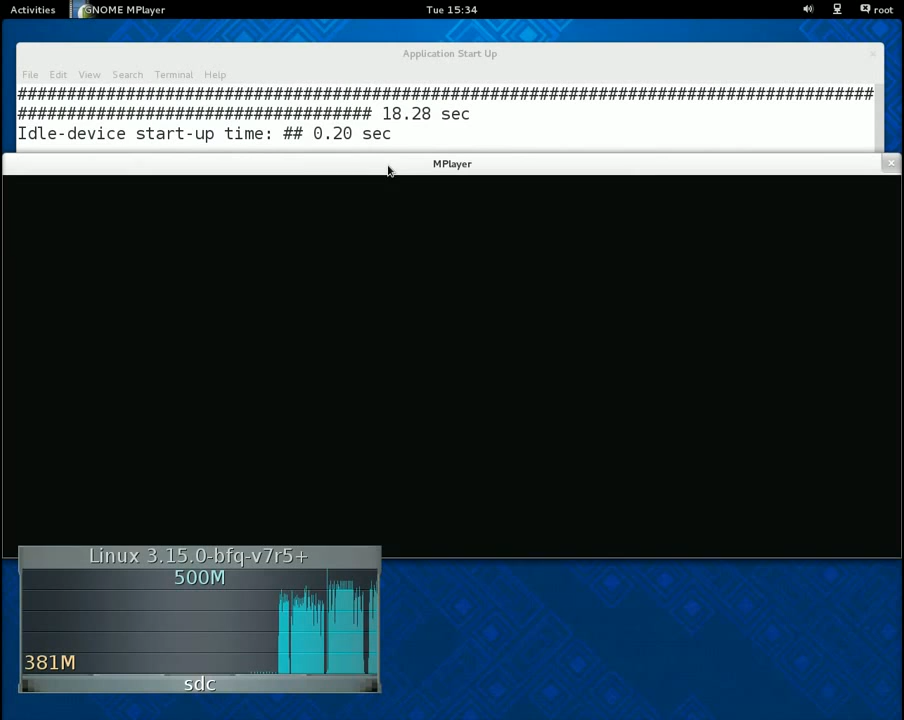 Activities GNOME MPlayer Tue 15:34 root
Application Start Up
File Edit View Search Terminal Help
######################################################################################
#################################### 18.28 sec
Idle-device start-up time: ## 0.20 sec
MPlayer
Linux 3.15.0-bfq-v7r5+
500M
381M
sdc